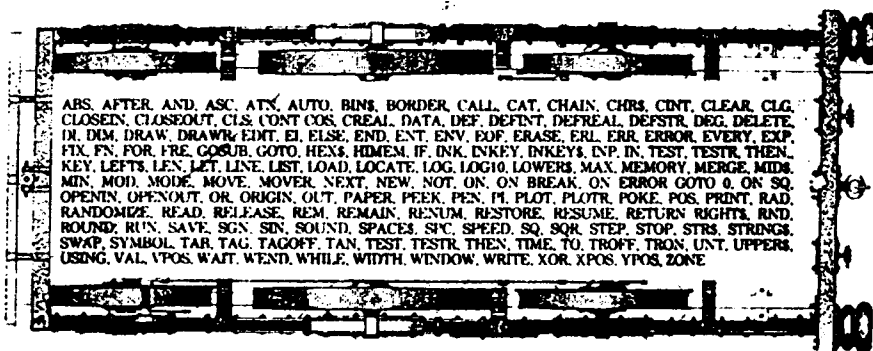 ABS, AFTER, AND, ASC, ATN, AUTO, BIN$, BORDER, CALL, CAT, CHAIN, CHR$, CINT, CLEAR, CLG,
CLOSEIN, CLOSEOUT, CLS, CONT COS, CREAL, DATA, DEF, DEFINT, DEFREAL, DEFSTR, DEG, DELETE,
DI, DIM, DRAW, DRAWR, EDIT, EI, ELSE, END, ENT, ENV, EOF, ERASE, ERL, ERR, ERROR, EVERY, EXP,
FIX, FN, FOR, FRE, GOSUB, GOTO, HEX$, HIMEM, IF, INK, INKEY, INKEY$, INP, IN, TEST, TESTR, THEN,
KEY, LEFT$, LEN, LET, LINE, LIST, LOAD, LOCATE, LOG, LOG10, LOWER$, MAX, MEMORY, MERGE, MID$,
MIN, MOD, MODE, MOVE, MOVER, NEXT, NEW, NOT, ON, ON BREAK, ON ERROR GOTO 0, ON SQ,
OPENIN, OPENOUT, OR, ORIGIN, OUT, PAPER, PEEK, PEN, PI, PLOT, PLOTR, POKE, POS, PRINT, RAD,
RANDOMIZE, READ, RELEASE, REM, REMAIN, RENUM, RESTORE, RESUME, RETURN RIGHT$, RND,
ROUND, RUN, SAVE, SGN, SIN, SOUND, SPACE$, SPC, SPEED, SQ, SQR, STEP, STOP, STR$, STRING$,
SWAP, SYMBOL, TAB, TAG, TAGOFF, TAN, TEST, TESTR, THEN, TIME, TO, TROFF, TRON, UNT, UPPER$,
USING, VAL, VPOS, WAIT, WEND, WHILE, WIDTH, WINDOW, WRITE, XOR, XPOS, YPOS, ZONE